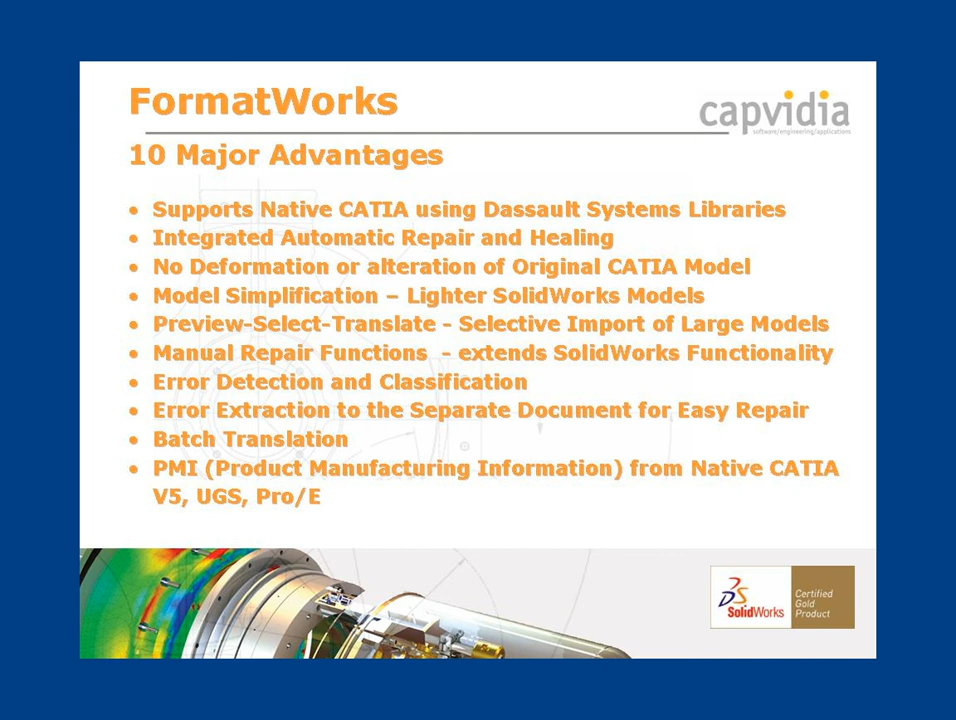 FormatWorks
capvidia
software/engineering/applications
10 Major Advantages
• Supports Native CATIA using Dassault Systems Libraries
• Integrated Automatic Repair and Healing
• No Deformation or alteration of Original CATIA Model
• Model Simplification – Lighter SolidWorks Models
• Preview-Select-Translate - Selective Import of Large Models
• Manual Repair Functions - extends SolidWorks Functionality
• Error Detection and Classification
• Error Extraction to the Separate Document for Easy Repair
• Batch Translation
• PMI (Product Manufacturing Information) from Native CATIA
V5, UGS, Pro/E
SolidWorks
Certified
Gold
Product